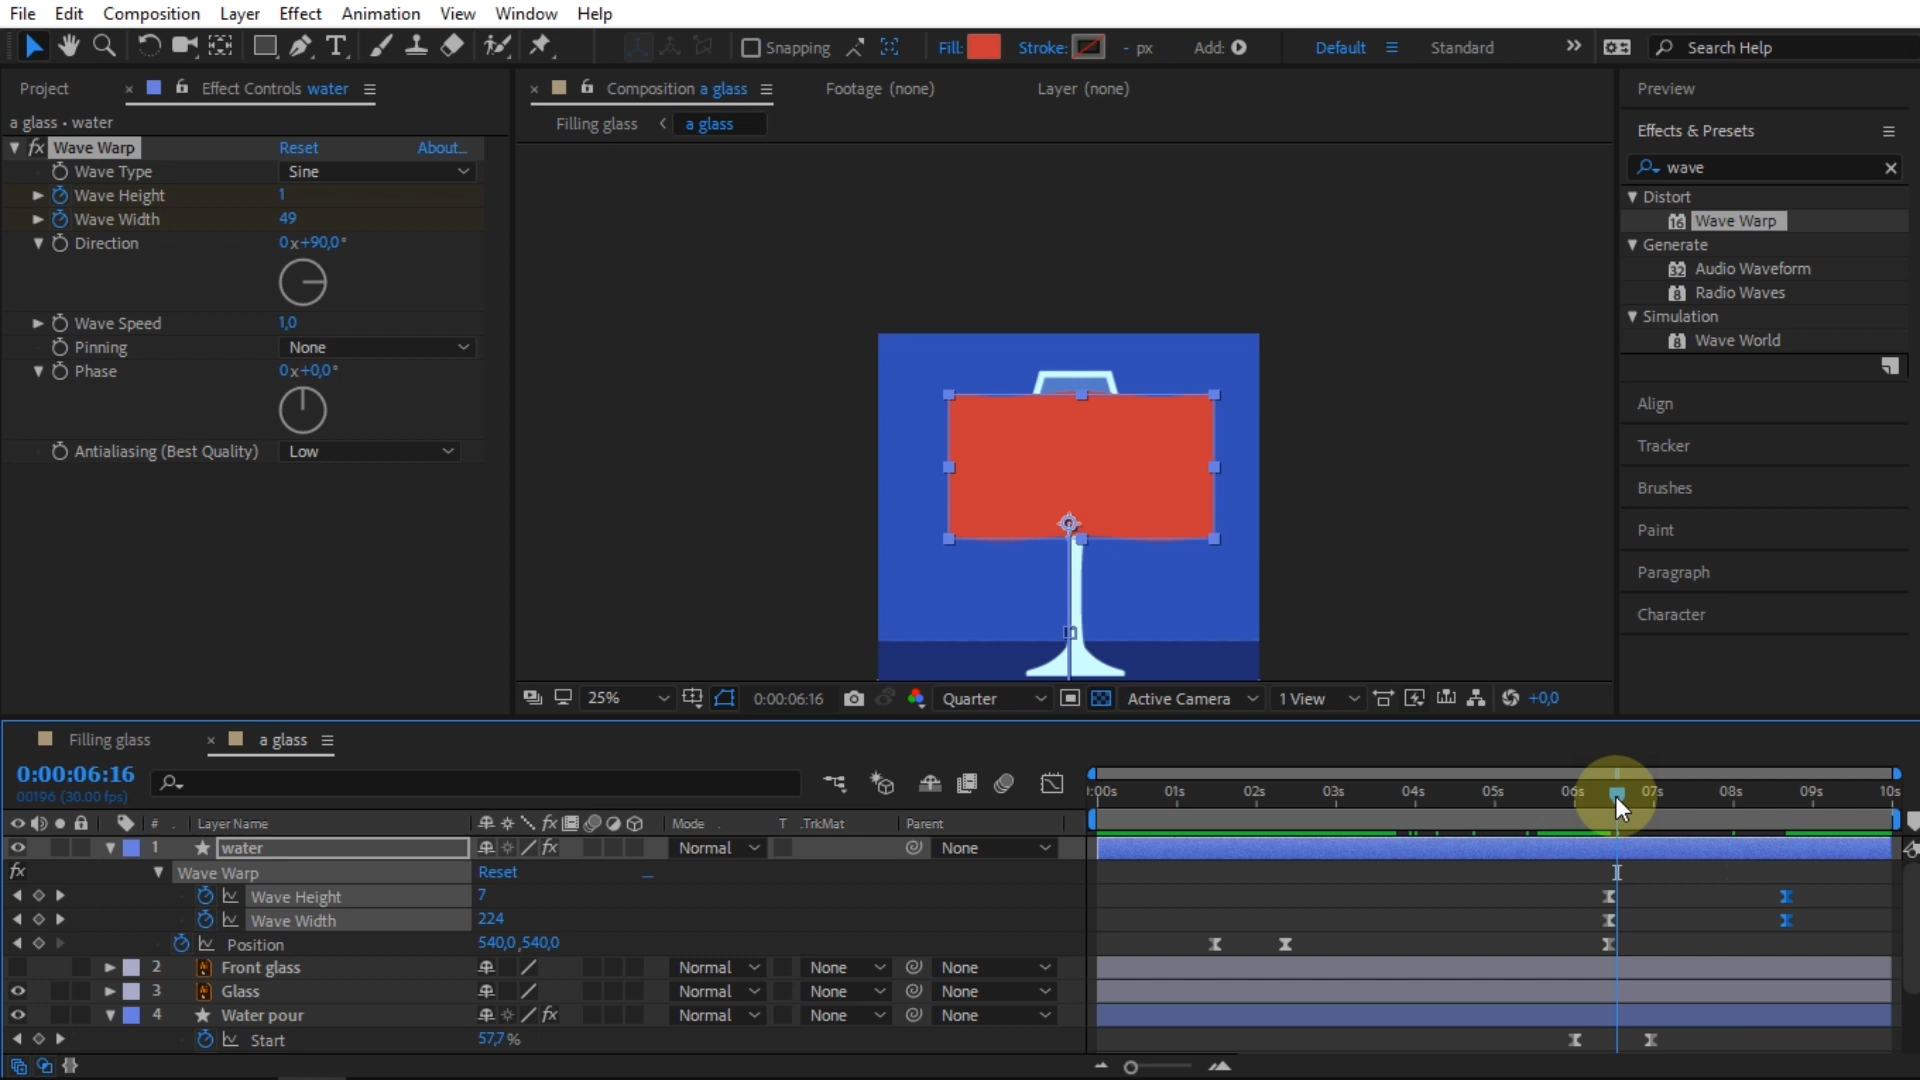 File Edit Composition Layer Effect Animation View Window Help
Snapping Fill: Stroke: - px Add: Default Standard Search Help
Project Effect Controls water Composition a glass Footage (none) Layer (none) Preview
a glass • water Filling glass a glass Effects & Presets
fx Wave Warp Reset About...
Wave Type Sine
Wave Height 1
Wave Width 49
Direction 0x+90,0°
Wave Speed 1,0
Pinning None
Phase 0x+0,0°
Antialiasing (Best Quality) Low
wave
Distort
Wave Warp
Generate
Audio Waveform
Radio Waves
Simulation
Wave World
Align
Tracker
Brushes
Paint
Paragraph
Character
25% 0:00:06:16 Quarter Active Camera 1 View +0,0
Filling glass a glass
0:00:06:16
00196 (30.00 fps)
:00s 01s 02s 03s 04s 05s 06s 07s 08s 09s 10s
# Layer Name fx Mode T .TrkMat Parent
1 water fx Normal None
fx Wave Warp Reset
Wave Height 7
Wave Width 224
Position 540,0,540,0
2 Front glass Normal None None
3 Glass Normal None None
4 Water pour fx Normal None None
Start 57,7%